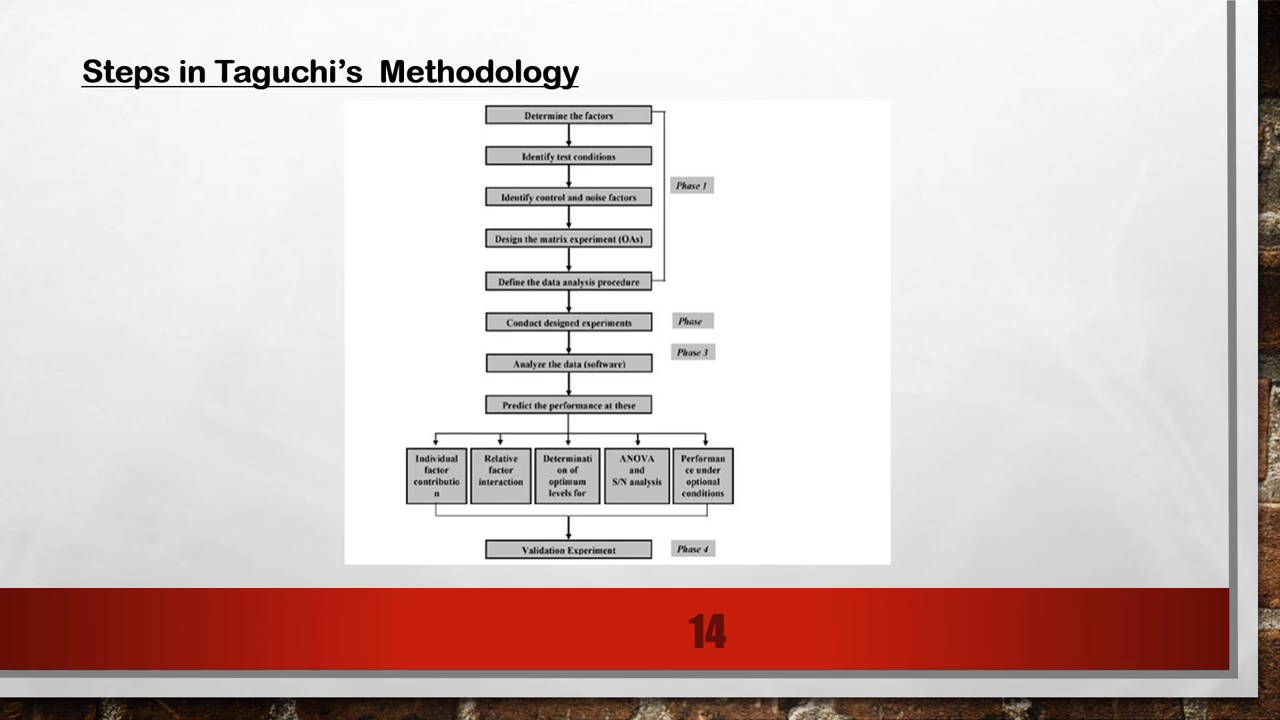 Steps in Taguchi’s  Methodology
Determine the factors
Identify test conditions
Identify control and noise factors
Design the matrix experiment (OAs)
Define the data analysis procedure
Phase 1
Conduct designed experiments
Phase
Phase 3
Analyze the data (software)
Predict the performance at these
Individual
factor
contributio
n
Relative
factor
interaction
Determinati
on of
optimum
levels for
ANOVA
and
S/N analysis
Performan
ce under
optional
conditions
Validation Experiment
Phase 4
14